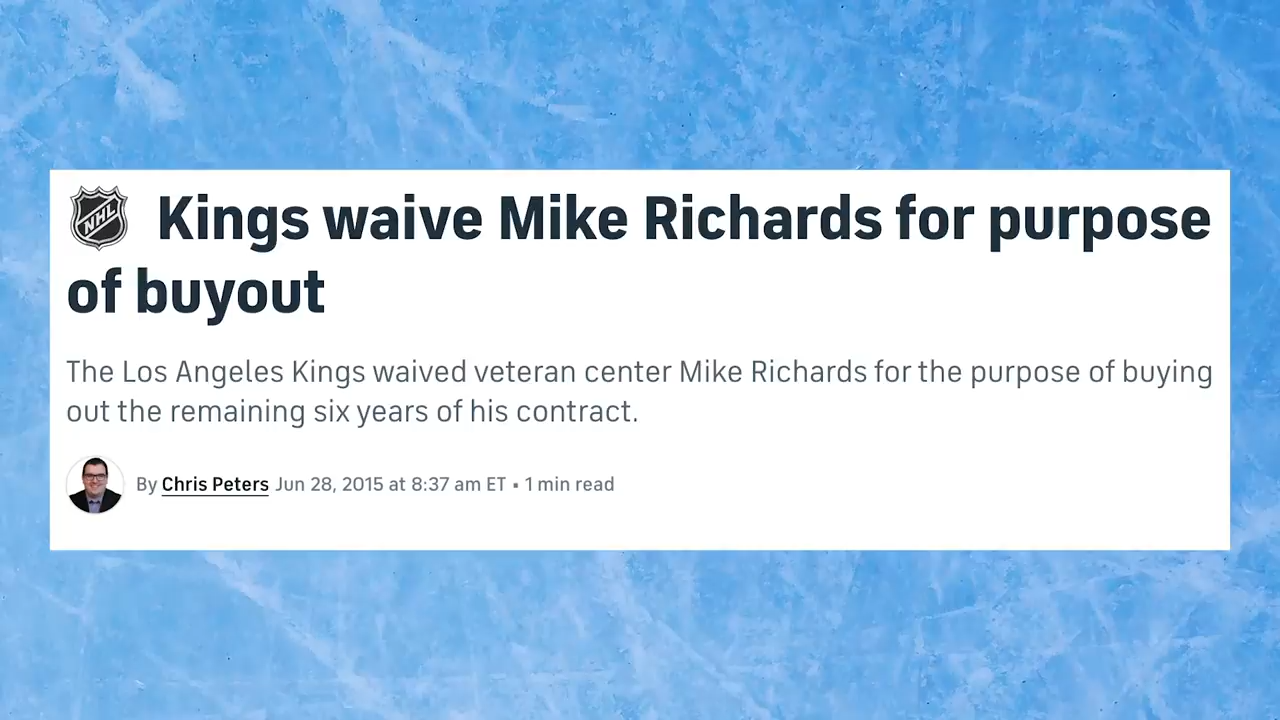 NHL
Kings waive Mike Richards for purpose
of buyout
The Los Angeles Kings waived veteran center Mike Richards for the purpose of buying
out the remaining six years of his contract.
By Chris Peters Jun 28, 2015 at 8:37 am ET • 1 min read